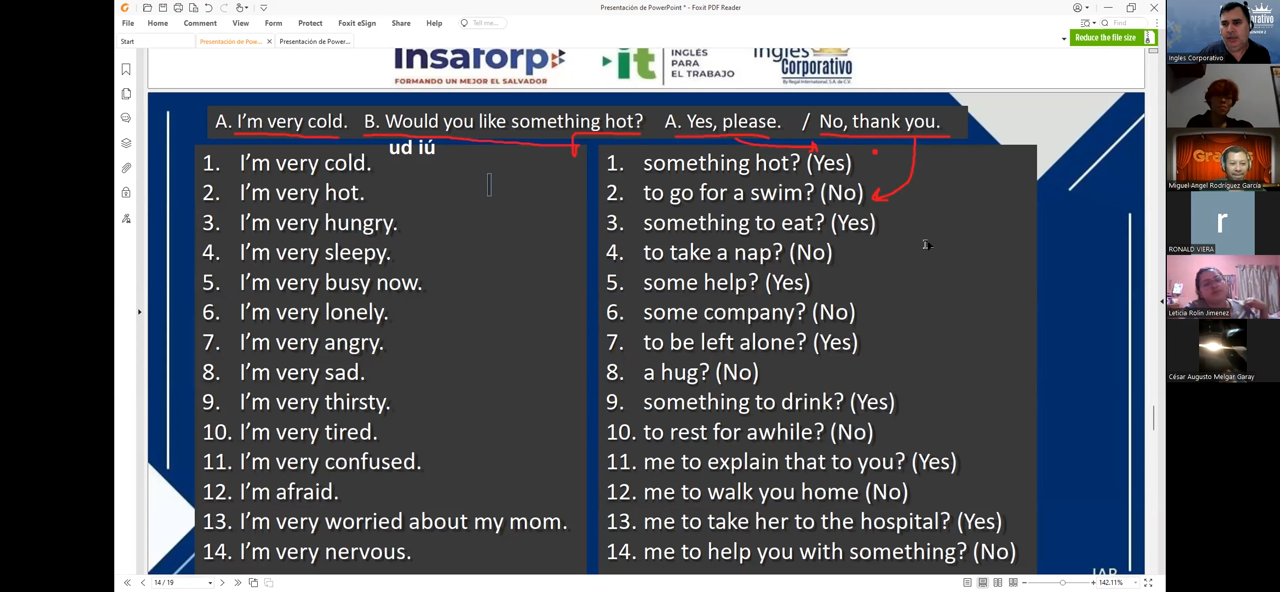 Presentación de PowerPoint * - Foxit PDF Reader
File Home Comment View Form Protect Foxit eSign Share Help Tell me... Find
Start Presentación de Pow... Presentación de Power... Reduce the file size
Insaforp
FORMANDO UN MEJOR EL SALVADOR
it INGLÉS PARA EL TRABAJO
Inglés Corporativo
A. I'm very cold. B. Would you like something hot? A. Yes, please. / No, thank you.
ud iú
1. I'm very cold.
2. I'm very hot.
3. I'm very hungry.
4. I'm very sleepy.
5. I'm very busy now.
6. I'm very lonely.
7. I'm very angry.
8. I'm very sad.
9. I'm very thirsty.
10. I'm very tired.
11. I'm very confused.
12. I'm afraid.
13. I'm very worried about my mom.
14. I'm very nervous.
1. something hot? (Yes)
2. to go for a swim? (No)
3. something to eat? (Yes)
4. to take a nap? (No)
5. some help? (Yes)
6. some company? (No)
7. to be left alone? (Yes)
8. a hug? (No)
9. something to drink? (Yes)
10. to rest for awhile? (No)
11. me to explain that to you? (Yes)
12. me to walk you home (No)
13. me to take her to the hospital? (Yes)
14. me to help you with something? (No)
14 / 19
142.11%
Ingles Corporativo
Miguel Angel Rodríguez Garcia
r
RONALD VIERA
Leticia Rolin Jimenez
César Augusto Melgar Garay